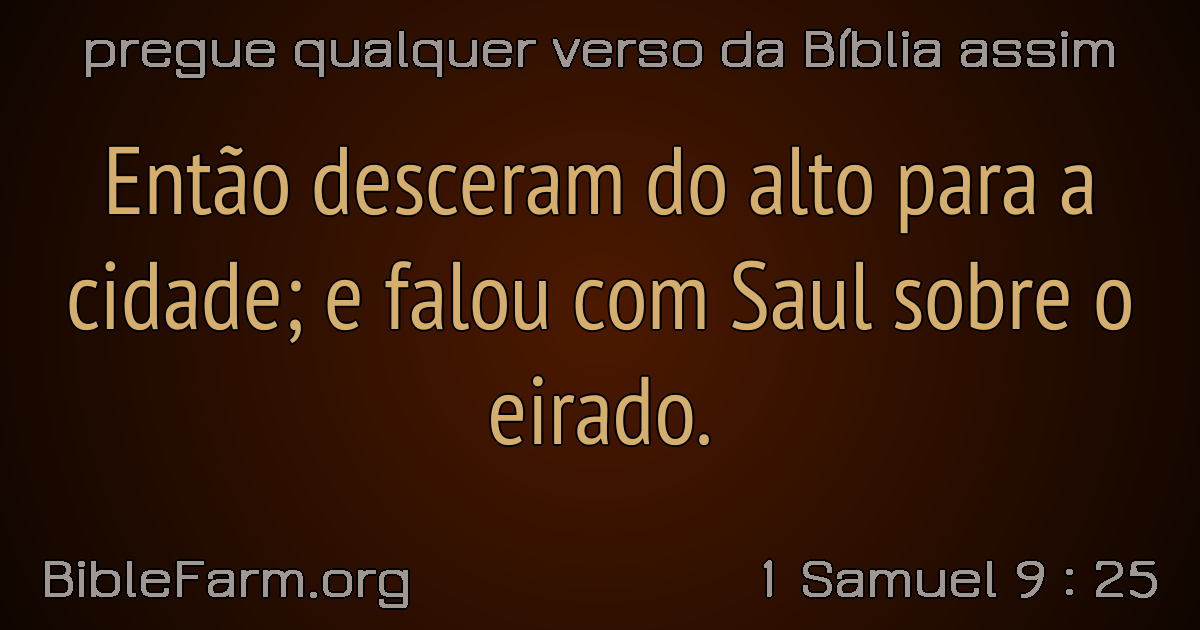 pregue qualquer verso da Bíblia assim
Então desceram do alto para a
cidade; e falou com Saul sobre o
eirado.
BibleFarm.org
1 Samuel 9 : 25